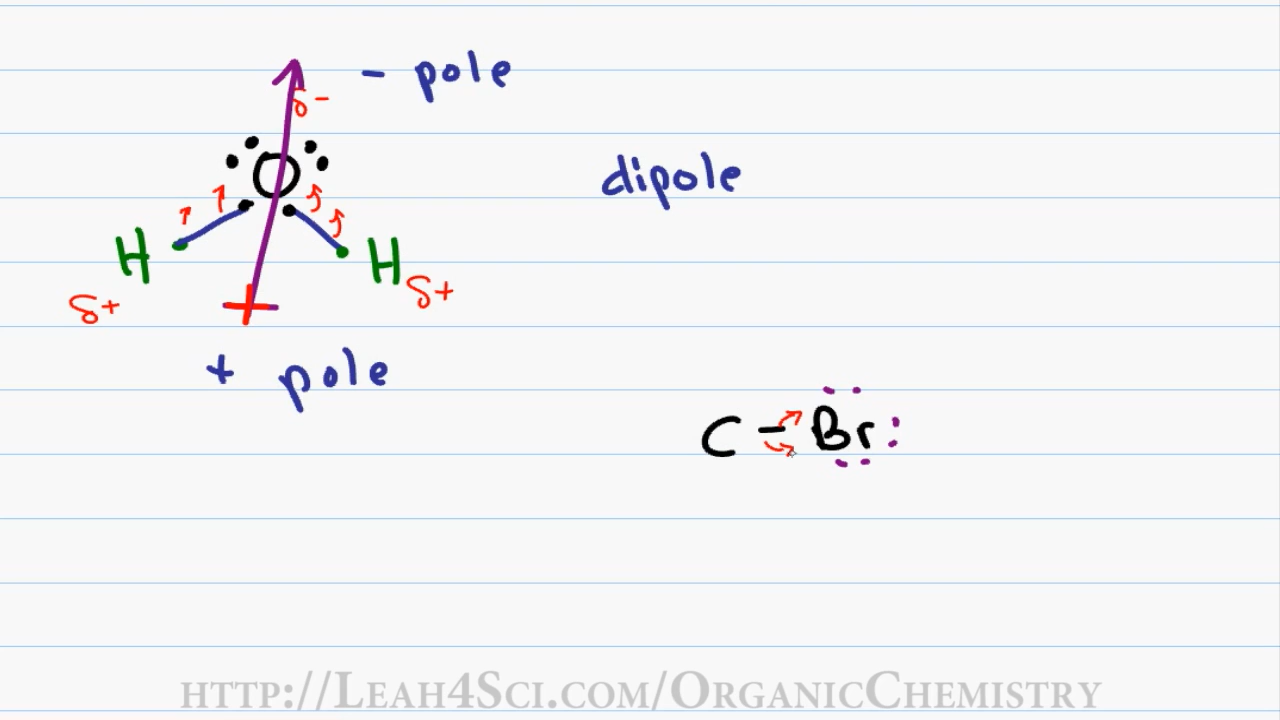 - pole
δ-
dipole
O
H
H
δ+
δ+
+ pole
C - Br
http://Leah4Sci.com/OrganicChemistry